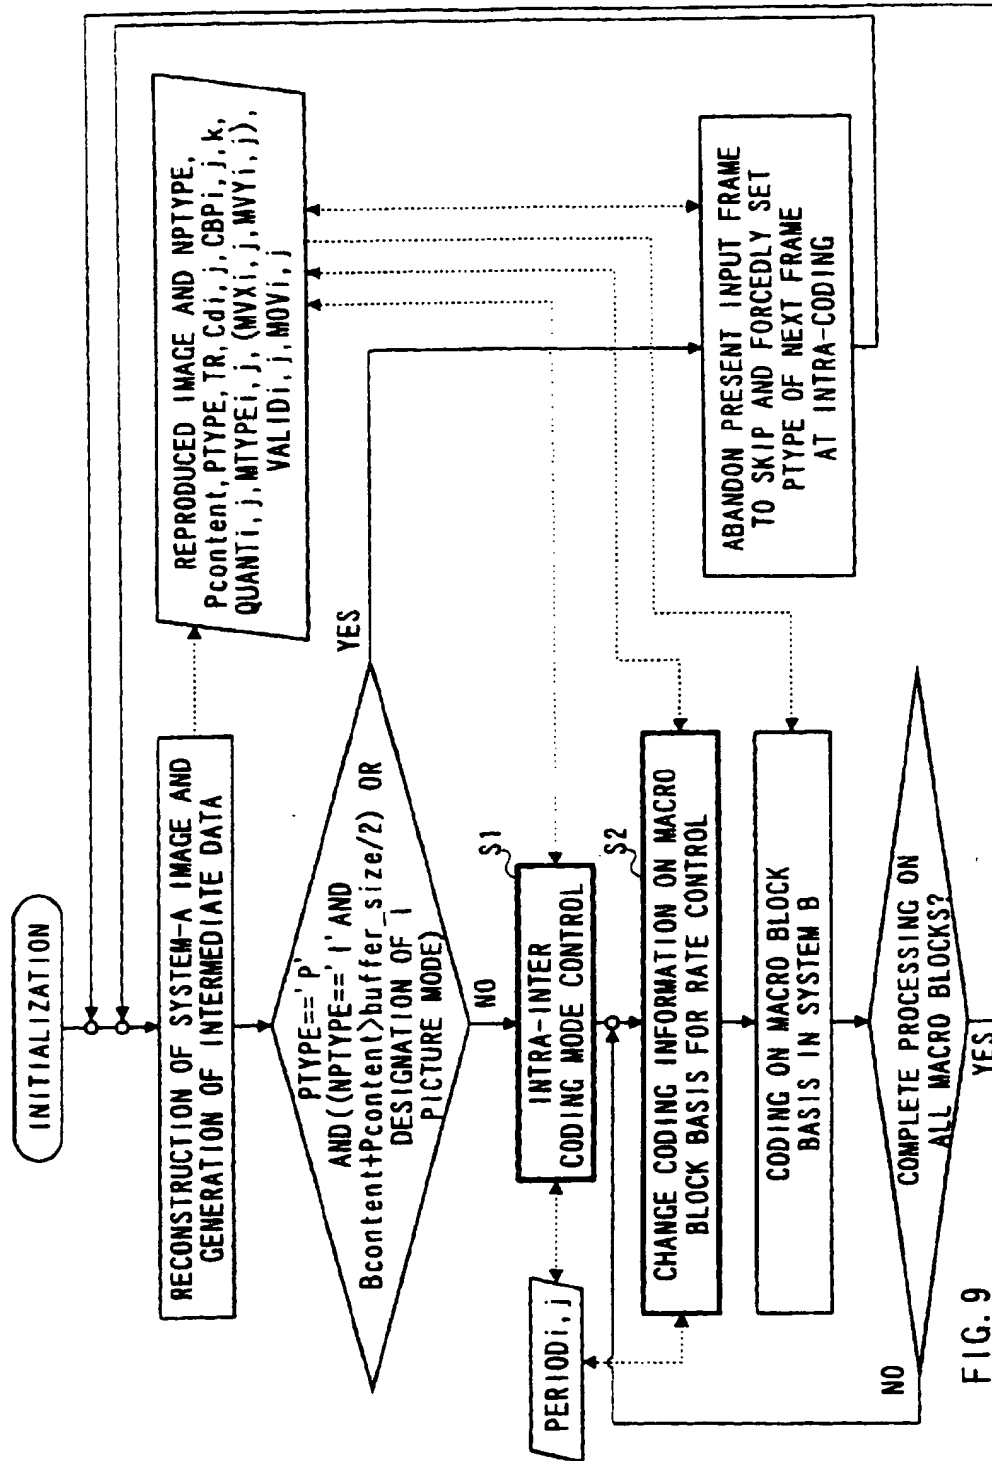 INITIALIZATION
RECONSTRUCTION OF SYSTEM-A IMAGE AND
GENERATION OF INTERMEDIATE DATA
REPRODUCED IMAGE AND NPTYPE,
Pcontent, PTYPE, TR, Cdi, j, CBPi, j, k,
QUANTi, j, MTYPEi, j, (MVXi, j, MVYi, j),
VALIDi, j, MOVi, j
PTYPE=='P'
AND((NPTYPE=='I' AND
Bcontent+Pcontent>buffer_size/2) OR
DESIGNATION OF I
PICTURE MODE)
YES
NO
S1
INTRA-INTER
CODING MODE CONTROL
PERIODi, j
S2
CHANGE CODING INFORMATION ON MACRO
BLOCK BASIS FOR RATE CONTROL
ABANDON PRESENT INPUT FRAME
TO SKIP AND FORCEDLY SET
PTYPE OF NEXT FRAME
AT INTRA-CODING
CODING ON MACRO BLOCK
BASIS IN SYSTEM B
COMPLETE PROCESSING ON
ALL MACRO BLOCKS?
NO
YES
FIG. 9